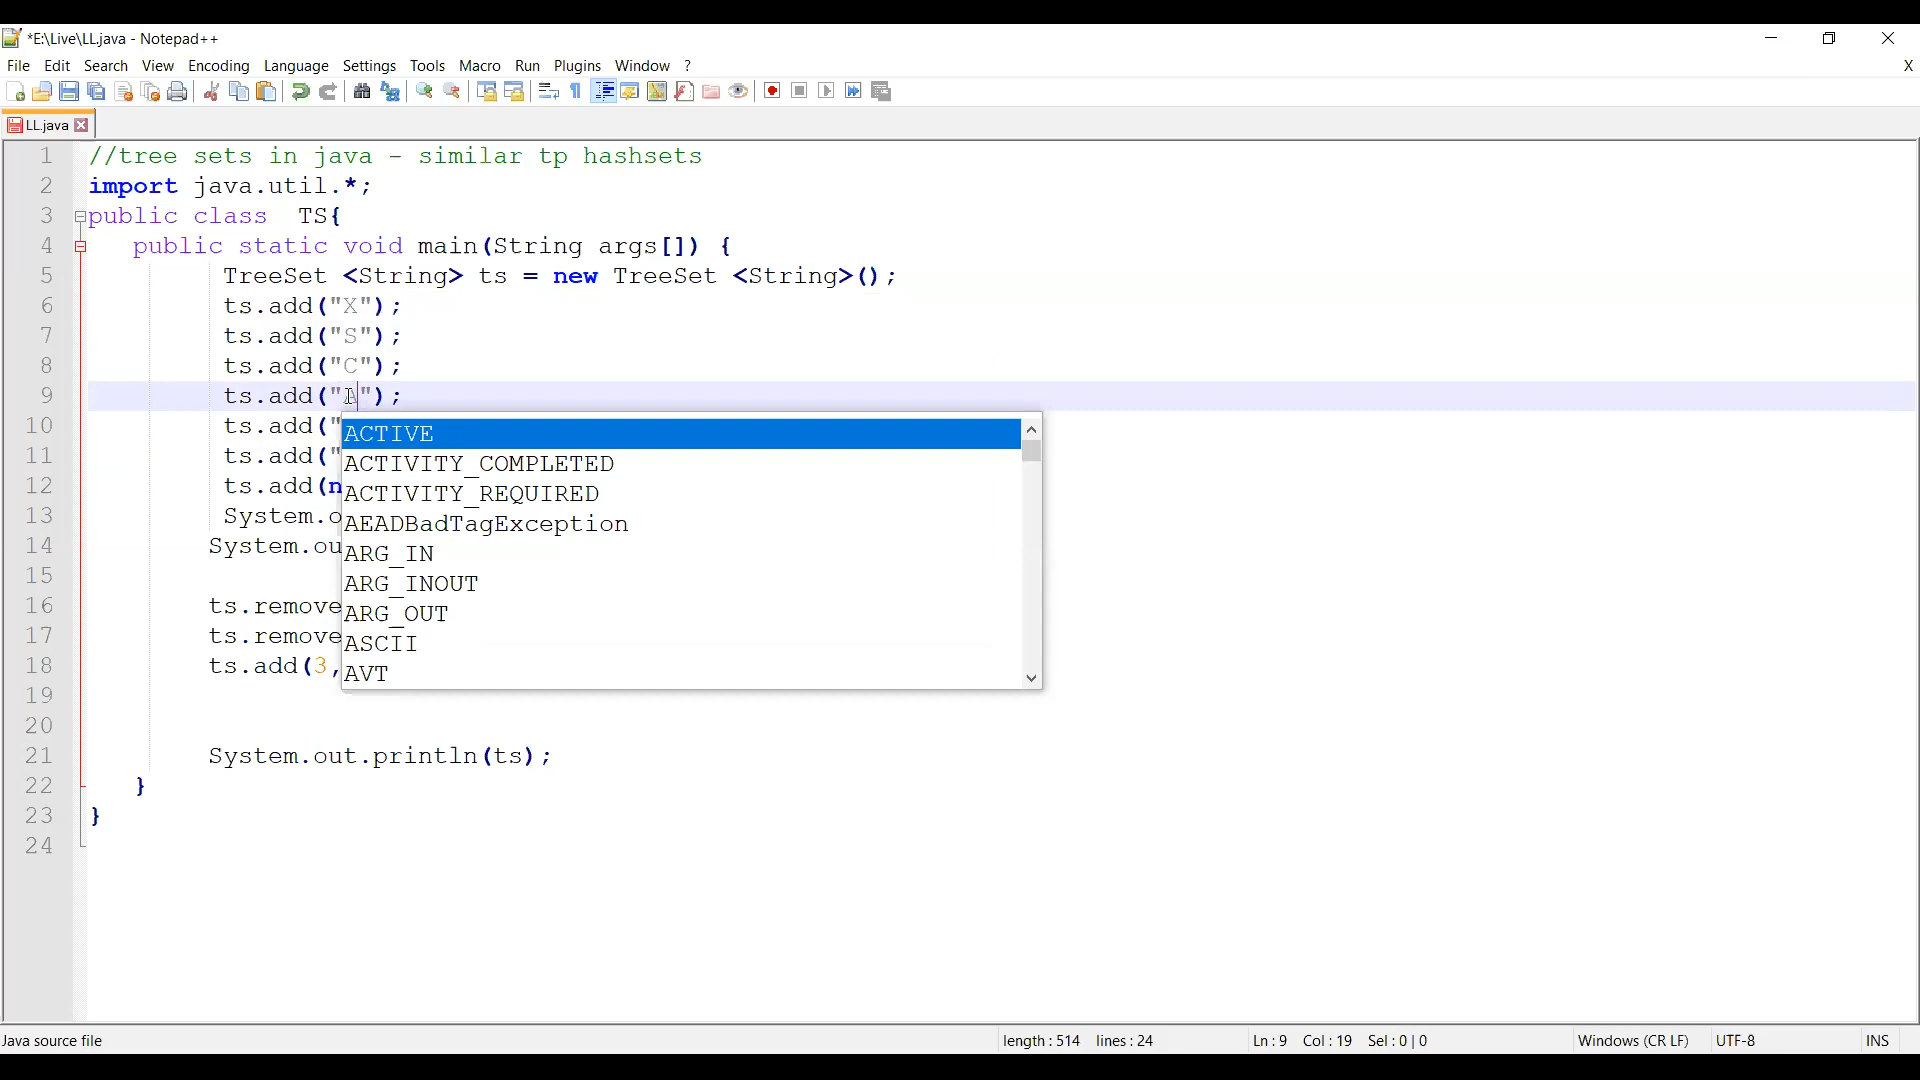 *E:\Live\LL.java - Notepad++
File Edit Search View Encoding Language Settings Tools Macro Run Plugins Window ? X
LL.java
1 //tree sets in java - similar tp hashsets
2 import java.util.*;
3 public class TS{
4 public static void main(String args[]) {
5 TreeSet <String> ts = new TreeSet <String>();
6 ts.add("X");
7 ts.add("S");
8 ts.add("C");
9 ts.add("A");
10 ts.add("
11 ts.add("
12 ts.add(n
13 System.o
14 System.ou
15
16 ts.remove
17 ts.remove
18 ts.add(3,
19
20
21 System.out.println(ts);
22 }
23 }
24
ACTIVE
ACTIVITY_COMPLETED
ACTIVITY_REQUIRED
AEADBadTagException
ARG_IN
ARG_INOUT
ARG_OUT
ASCII
AVT
Java source file length : 514 lines : 24 Ln : 9 Col : 19 Sel : 0 | 0 Windows (CR LF) UTF-8 INS